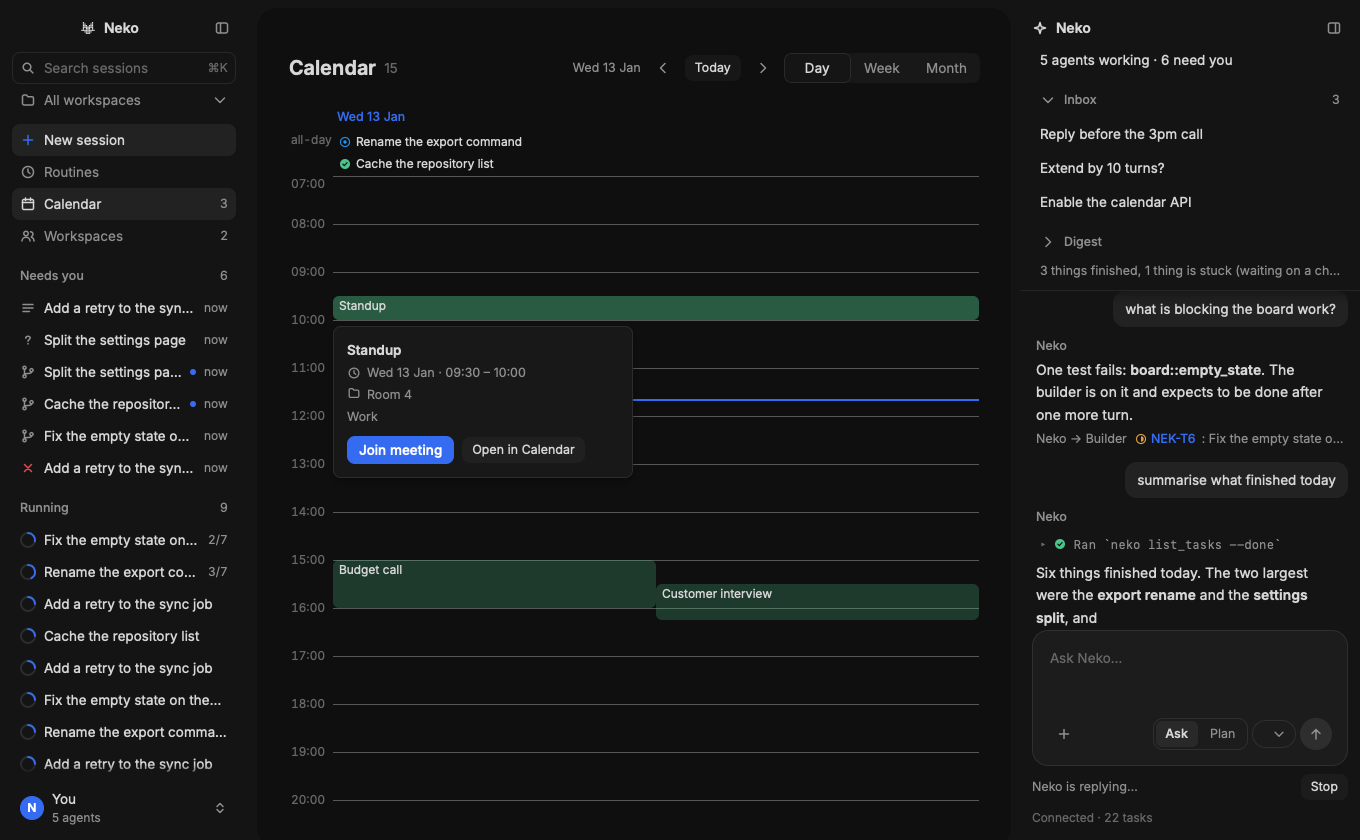 Neko
Search sessions ⌘K
All workspaces
New session
Routines
Calendar 3
Workspaces 2
Needs you 6
Add a retry to the syn... now
? Split the settings page now
Split the settings pa... now
Cache the repositor... now
Fix the empty state o... now
Add a retry to the syn... now
Running 9
Fix the empty state on... 2/7
Rename the export co... 3/7
Add a retry to the sync job
Cache the repository list
Add a retry to the sync job
Fix the empty state on the...
Rename the export comma...
Add a retry to the sync job
N
You
5 agents
Calendar 15
Wed 13 Jan
Today
Day
Week
Month
Wed 13 Jan
all-day
Rename the export command
Cache the repository list
07:00
08:00
09:00
Standup
10:00
Standup
Wed 13 Jan · 09:30 – 10:00
Room 4
Work
Join meeting
Open in Calendar
11:00
12:00
13:00
14:00
15:00
Budget call
Customer interview
16:00
17:00
18:00
19:00
20:00
Neko
5 agents working · 6 need you
Inbox 3
Reply before the 3pm call
Extend by 10 turns?
Enable the calendar API
Digest
3 things finished, 1 thing is stuck (waiting on a ch...
what is blocking the board work?
Neko
One test fails: board::empty_state. The
builder is on it and expects to be done after
one more turn.
Neko → Builder NEK-T6 : Fix the empty state o...
summarise what finished today
Neko
Ran `neko list_tasks --done`
Six things finished today. The two largest
were the export rename and the settings
split, and
Ask Neko...
Ask
Plan
Neko is replying...
Stop
Connected · 22 tasks